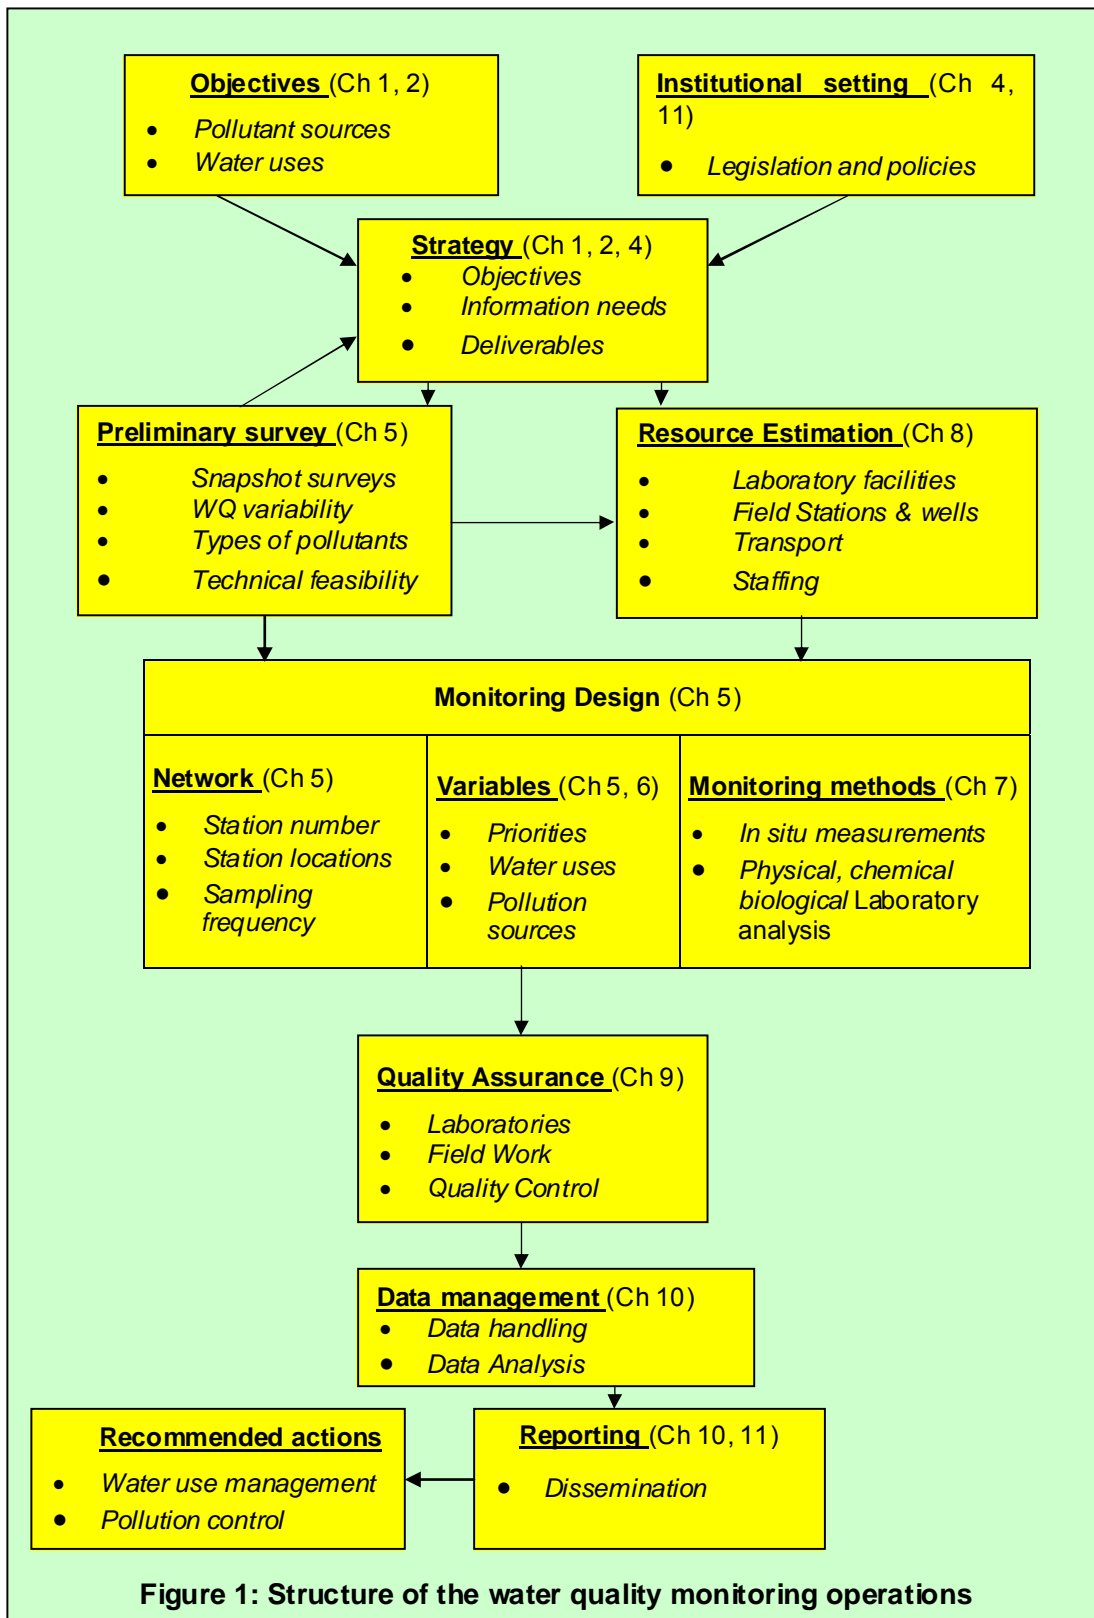 Objectives (Ch 1, 2)
• Pollutant sources
• Water uses
Institutional setting (Ch 4,
11)
• Legislation and policies
Strategy (Ch 1, 2, 4)
• Objectives
• Information needs
• Deliverables
Preliminary survey (Ch 5)
• Snapshot surveys
• WQ variability
• Types of pollutants
• Technical feasibility
Resource Estimation (Ch 8)
• Laboratory facilities
• Field Stations & wells
• Transport
• Staffing
Monitoring Design (Ch 5)
Network (Ch 5)
• Station number
• Station locations
• Sampling
frequency
Variables (Ch 5, 6)
• Priorities
• Water uses
• Pollution
sources
Monitoring methods (Ch 7)
• In situ measurements
• Physical, chemical
biological Laboratory
analysis
Quality Assurance (Ch 9)
• Laboratories
• Field Work
• Quality Control
Data management (Ch 10)
• Data handling
• Data Analysis
Recommended actions
• Water use management
• Pollution control
Reporting (Ch 10, 11)
• Dissemination
Figure 1: Structure of the water quality monitoring operations